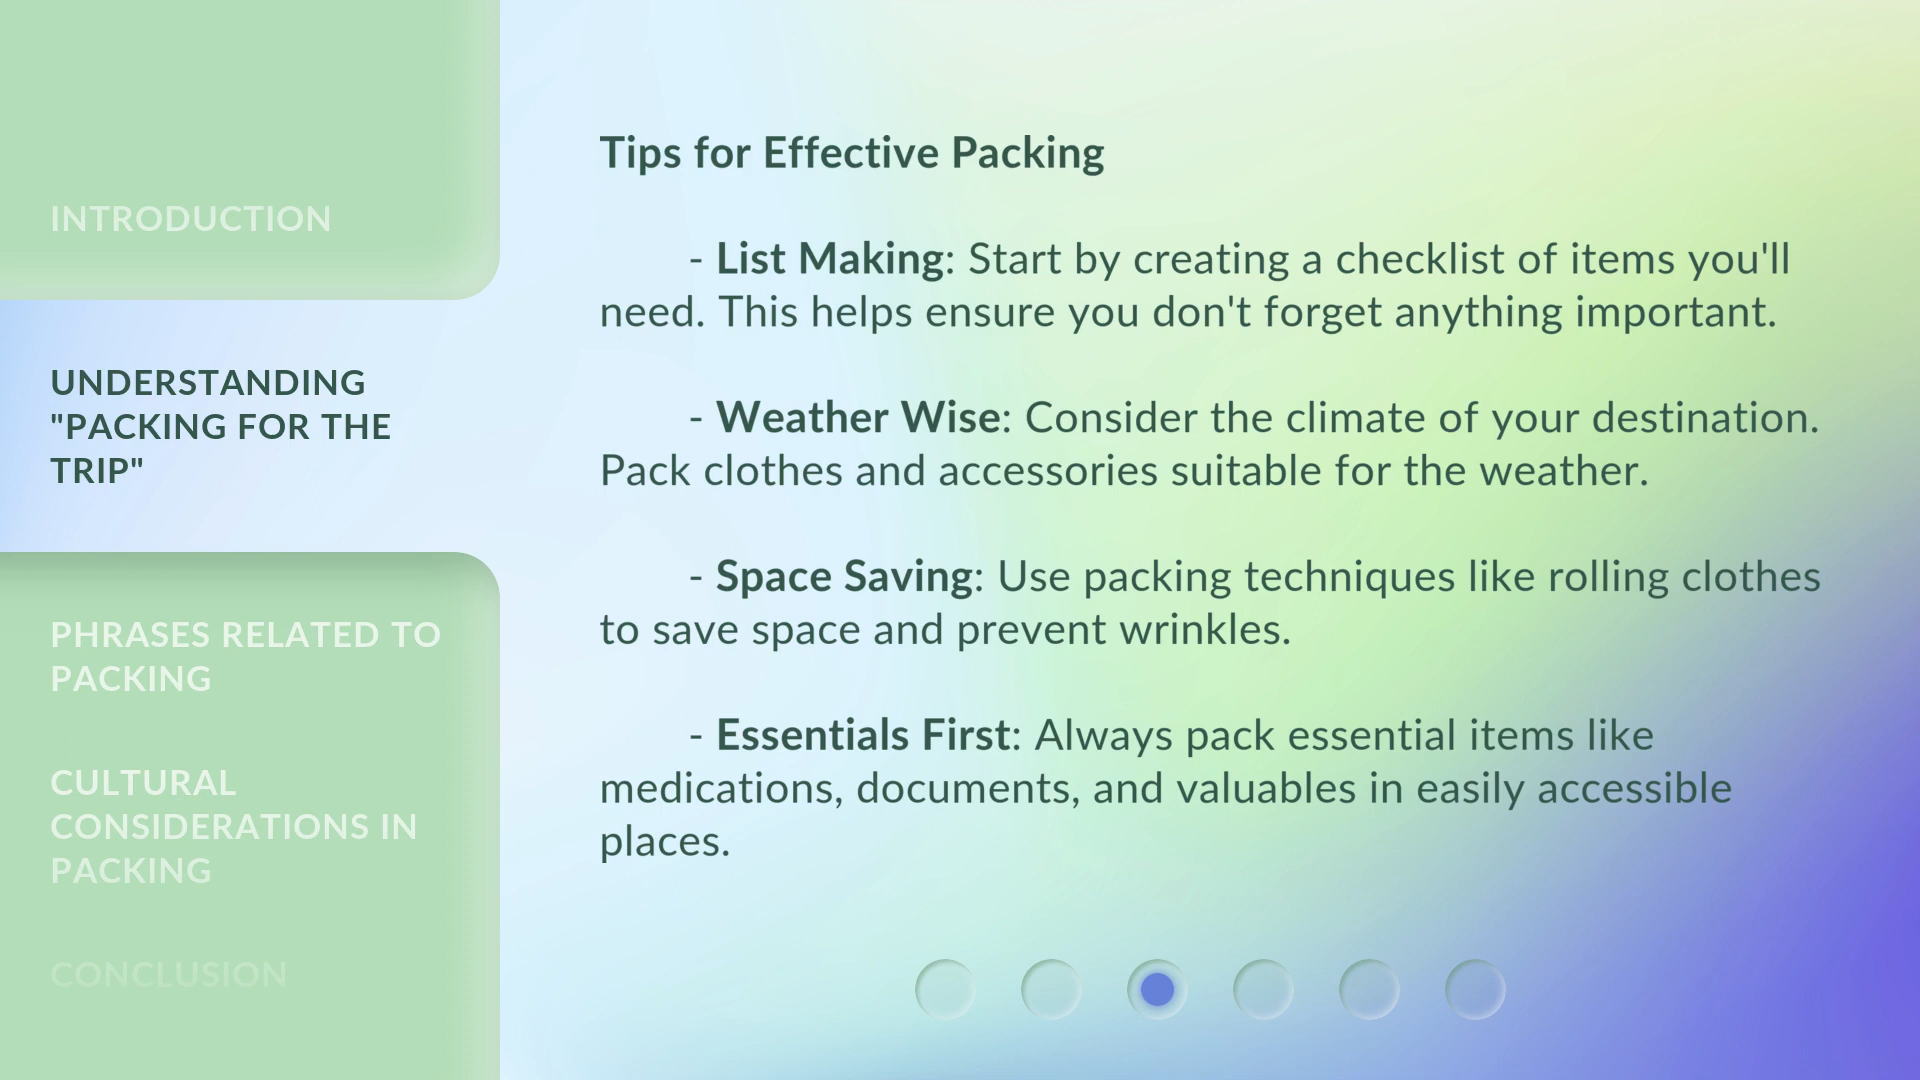 INTRODUCTION
UNDERSTANDING
"PACKING FOR THE
TRIP"
PHRASES RELATED TO
PACKING
CULTURAL
CONSIDERATIONS IN
PACKING
CONCLUSION
Tips for Effective Packing
- List Making: Start by creating a checklist of items you'll
need. This helps ensure you don't forget anything important.
- Weather Wise: Consider the climate of your destination.
Pack clothes and accessories suitable for the weather.
- Space Saving: Use packing techniques like rolling clothes
to save space and prevent wrinkles.
- Essentials First: Always pack essential items like
medications, documents, and valuables in easily accessible
places.